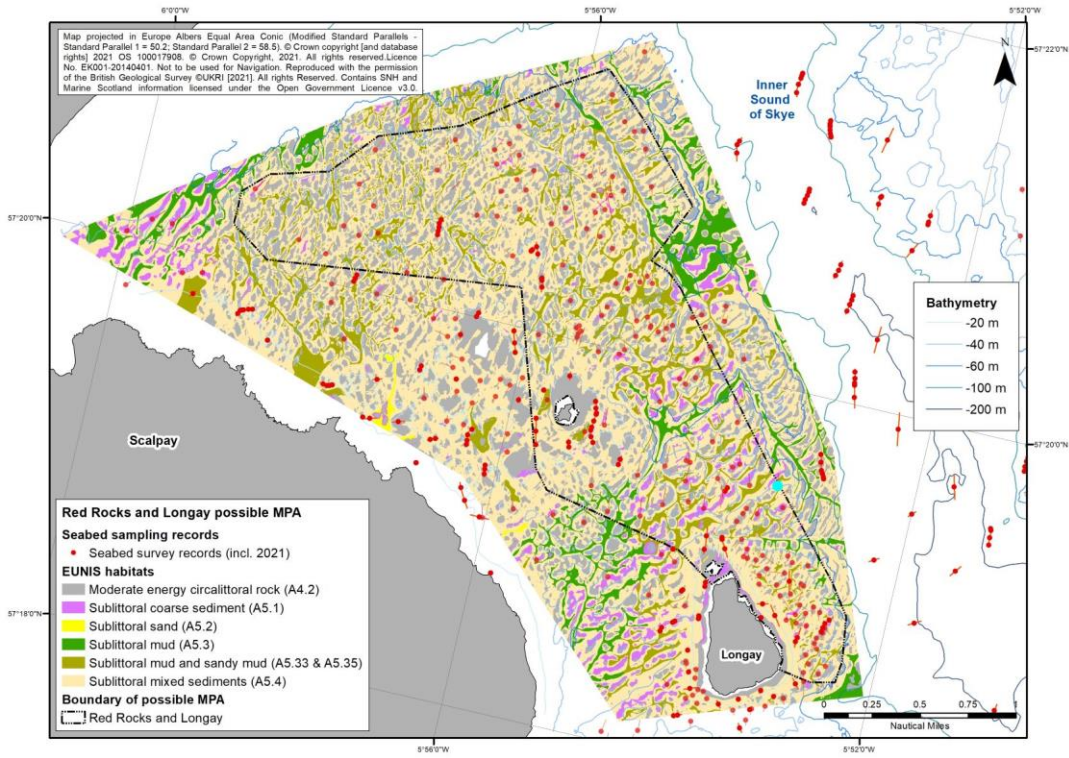 6°0'0"W
5°56'0"W
5°52'0"W
Map projected in Europe Albers Equal Area Conic (Modified Standard Parallels -
Standard Parallel 1 = 50.2; Standard Parallel 2 = 58.5). © Crown copyright [and database
rights] 2021 OS 100017908. © Crown Copyright, 2021. All rights reserved.Licence
No. EK001-20140401. Not to be used for Navigation. Reproduced with the permission
of the British Geological Survey ©UKRI [2021]. All rights Reserved. Contains SNH and
Marine Scotland information licensed under the Open Government Licence v3.0.
57°22'0"N
N
Inner
Sound
of Skye
57°20'0"N
Bathymetry
-20 m
-40 m
-60 m
-100 m
-200 m
Scalpay
57°20'0"N
Red Rocks and Longay possible MPA
Seabed sampling records
Seabed survey records (incl. 2021)
EUNIS habitats
Moderate energy circalittoral rock (A4.2)
Sublittoral coarse sediment (A5.1)
Sublittoral sand (A5.2)
Sublittoral mud (A5.3)
Sublittoral mud and sandy mud (A5.33 & A5.35)
Sublittoral mixed sediments (A5.4)
Boundary of possible MPA
Red Rocks and Longay
57°18'0"N
Longay
0 0.25 0.5 1
Nautical Miles
5°56'0"W
5°52'0"W